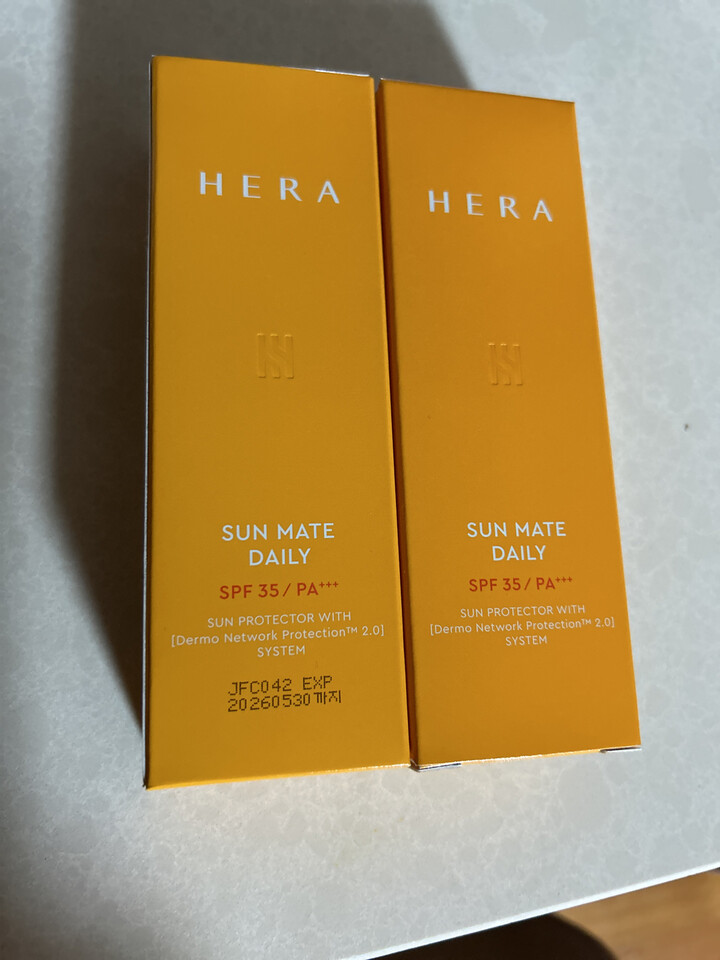 HERA
SUN MATE
DAILY
SPF 35 / PA+++
SUN PROTECTOR WITH
[Dermo Network Protection™ 2.0]
SYSTEM
JFC042 EXP
20260530까지
HERA
SUN MATE
DAILY
SPF 35 / PA+++
SUN PROTECTOR WITH
[Dermo Network Protection™ 2.0]
SYSTEM